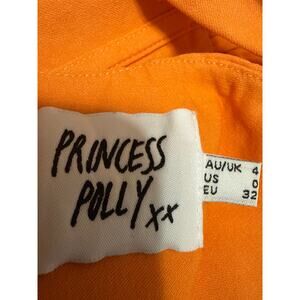 PRINCESS
POLLY xx
AU/UK 4
US 0
EU 32